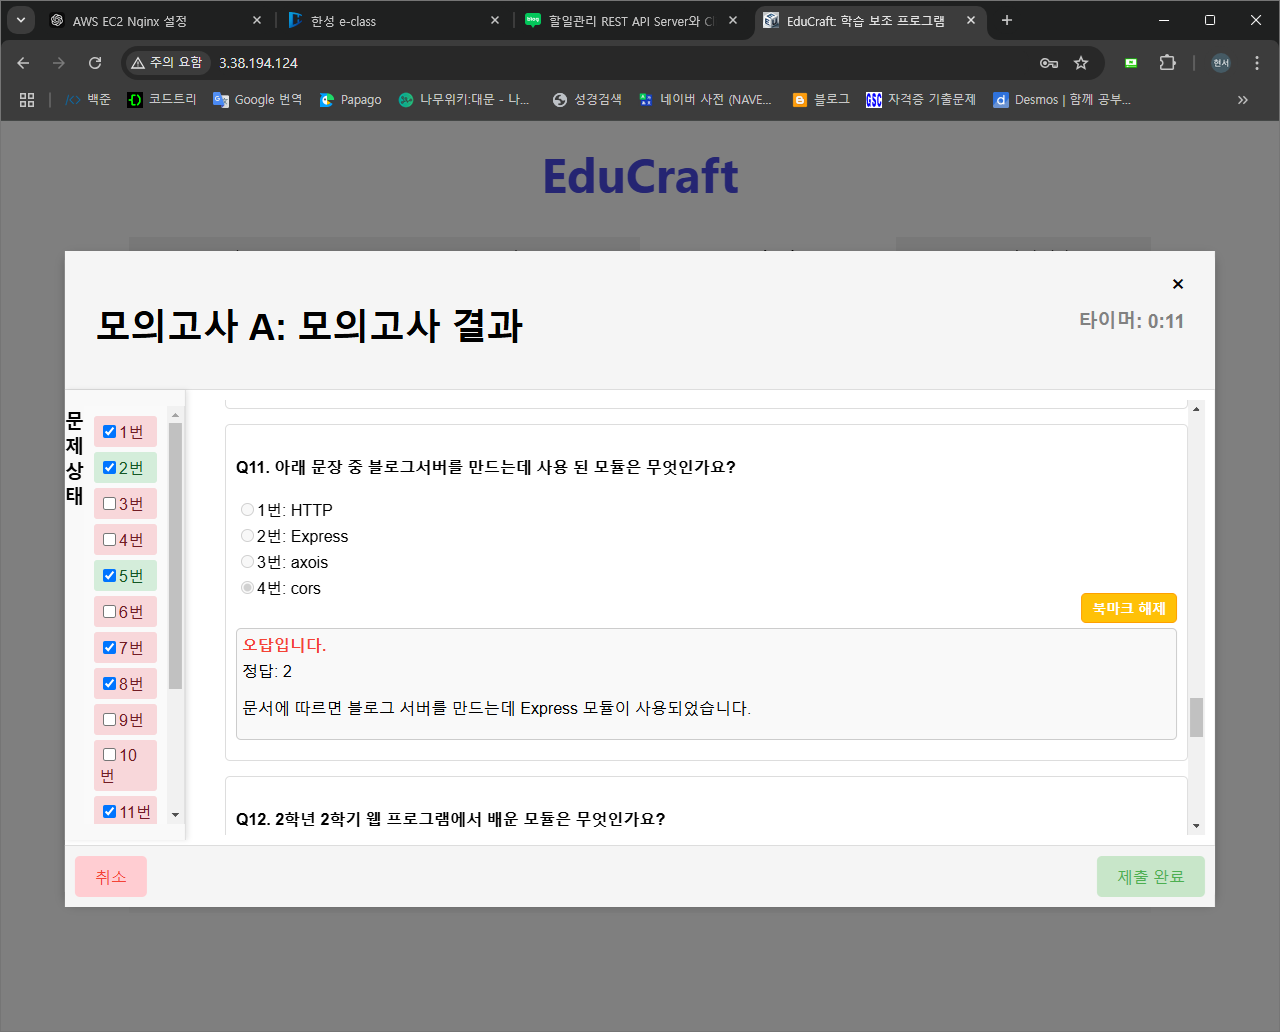 AWS EC2 Nginx 설정
한성 e-class
할일관리 REST API Server와 Cl
EduCraft: 학습 보조 프로그램
주의 요함
3.38.194.124
현서
백준
코드트리
Google 번역
Papago
나무위키:대문 - 나...
성경검색
네이버 사전 (NAVE...
블로그
자격증 기출문제
Desmos | 함께 공부...
EduCraft
×
모의고사 A: 모의고사 결과
타이머: 0:11
문제상태
1번
2번
3번
4번
5번
6번
7번
8번
9번
10번
11번
Q11. 아래 문장 중 블로그서버를 만드는데 사용 된 모듈은 무엇인가요?
1번: HTTP
2번: Express
3번: axois
4번: cors
북마크 해제
오답입니다.
정답: 2
문서에 따르면 블로그 서버를 만드는데 Express 모듈이 사용되었습니다.
Q12. 2학년 2학기 웹 프로그램에서 배운 모듈은 무엇인가요?
취소
제출 완료